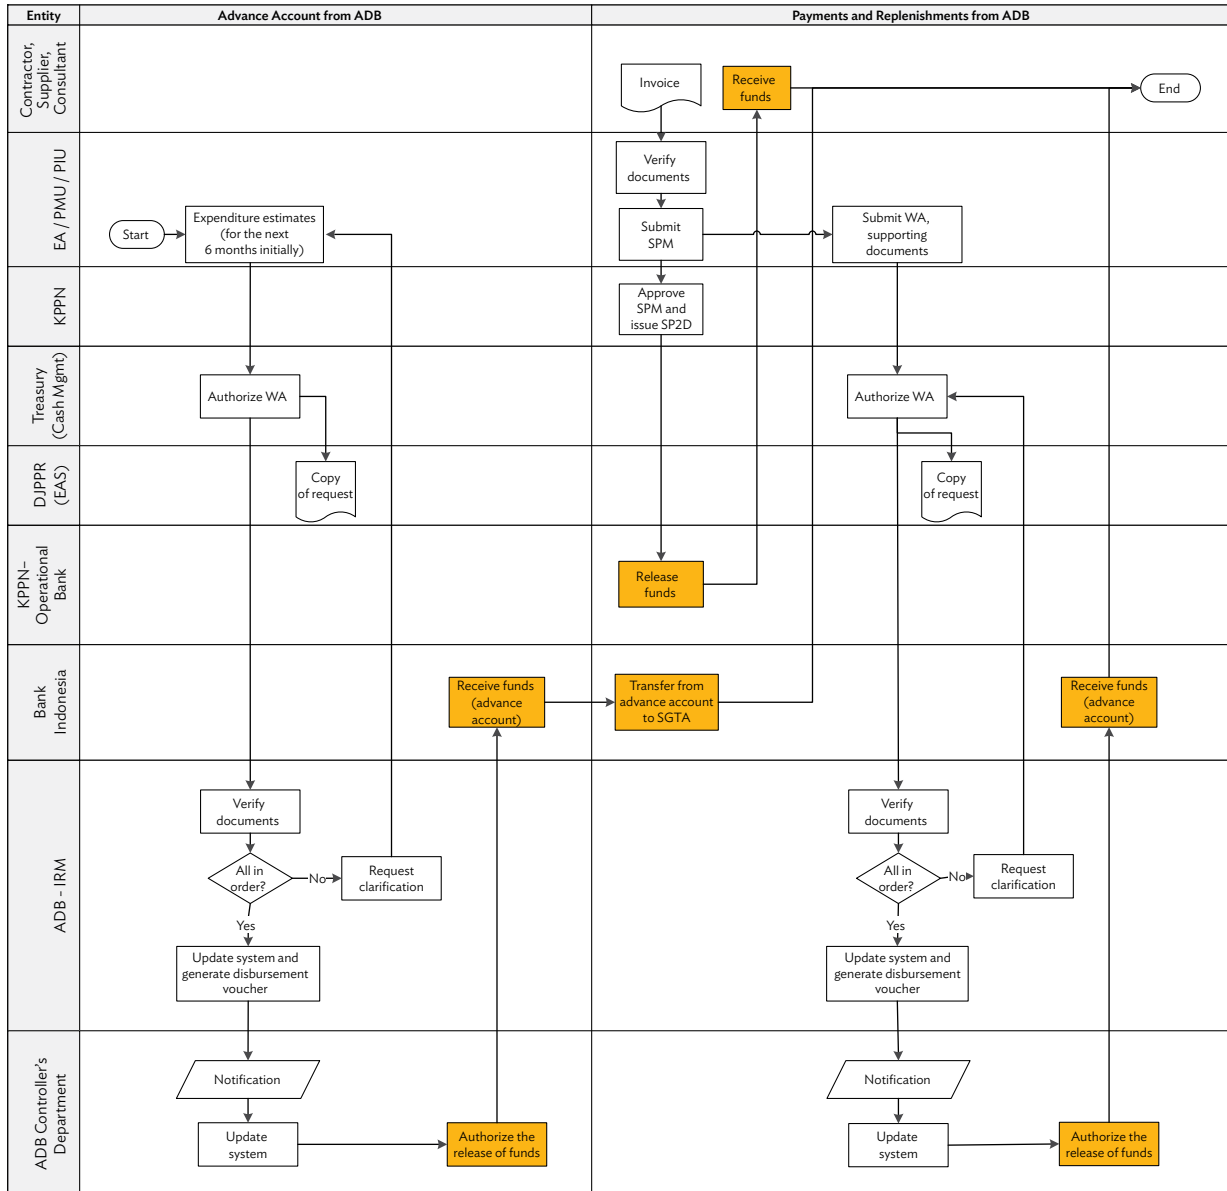 Entity
Advance Account from ADB
Payments and Replenishments from ADB
Contractor,
Supplier,
Consultant
Invoice
Receive
funds
End
EA / PMU / PIU
Start
Expenditure estimates
(for the next
6 months initially)
Verify
documents
Submit
SPM
Submit WA,
supporting
documents
KPPN
Approve
SPM and
issue SP2D
Treasury
(Cash Mgmt)
Authorize WA
Authorize WA
DJPPR
(EAS)
Copy
of request
Copy
of request
KPPN–
Operational
Bank
Release
funds
Bank
Indonesia
Receive funds
(advance
account)
Transfer from
advance account
to SGTA
Receive funds
(advance
account)
ADB - IRM
Verify
documents
All in
order?
No
Request
clarification
Yes
Update system and
generate disbursement
voucher
Verify
documents
All in
order?
No
Request
clarification
Yes
Update system and
generate disbursement
voucher
ADB Controller's
Department
Notification
Update
system
Authorize the
release of funds
Notification
Update
system
Authorize the
release of funds